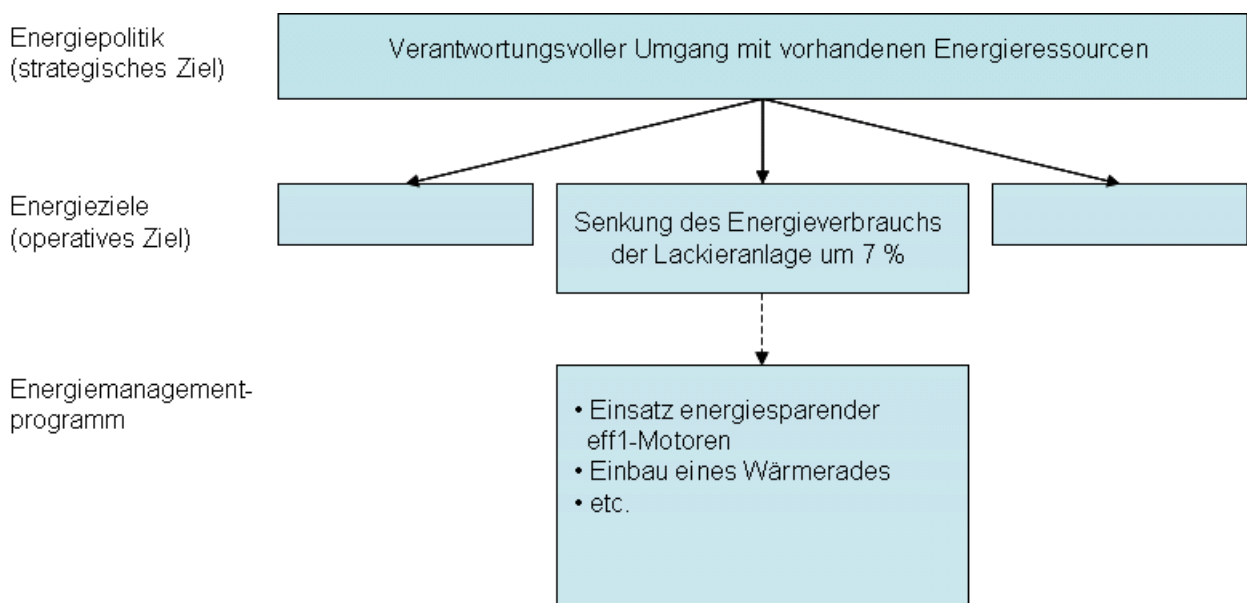 Energiepolitik
(strategisches Ziel)
Verantwortungsvoller Umgang mit vorhandenen Energieressourcen
Energieziele
(operatives Ziel)
Senkung des Energieverbrauchs
der Lackieranlage um 7 %
Energiemanagement-
programm
• Einsatz energiesparender
eff1-Motoren
• Einbau eines Wärmerades
• etc.